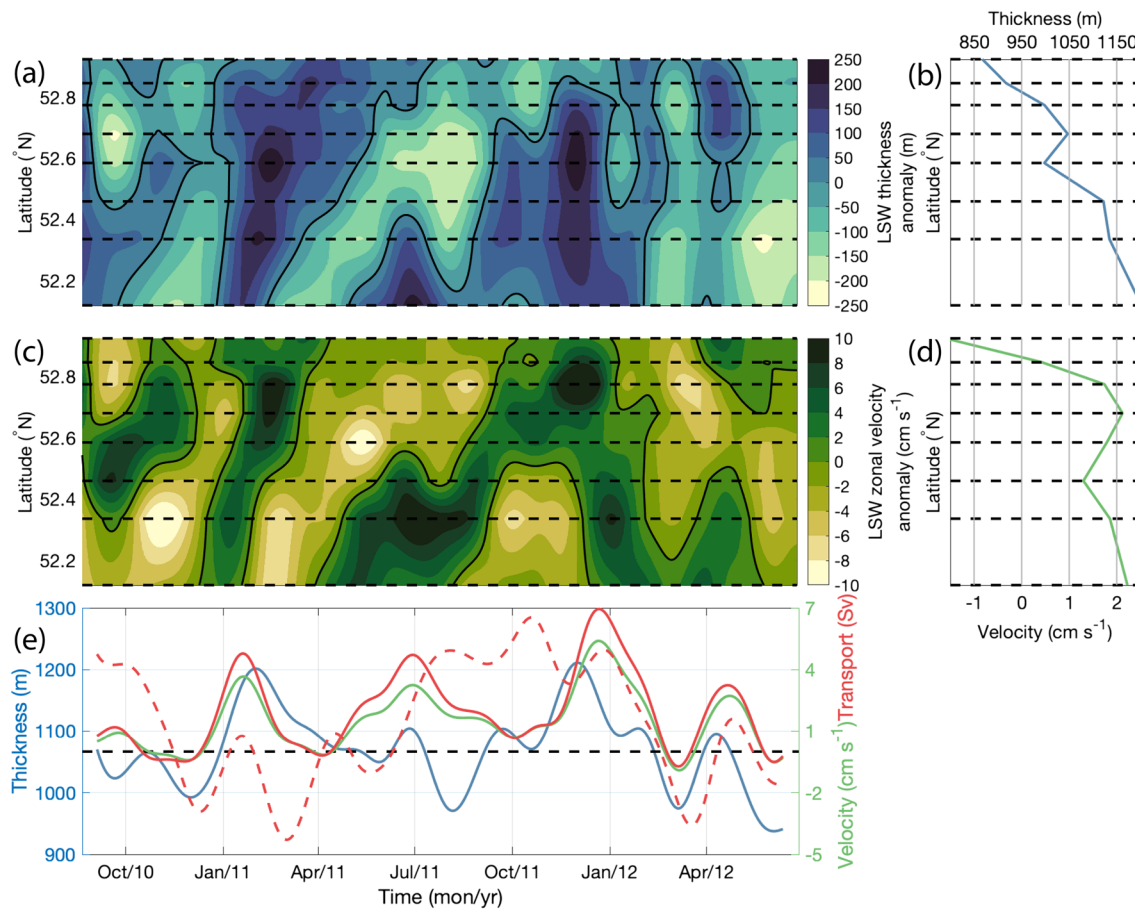 (a)
Latitude °N
52.8
52.6
52.4
52.2
250
200
150
100
50
0
-50
-100
-150
-200
-250
LSW thickness
anomaly (m)
(b)
Thickness (m)
850 950 1050 1150
Latitude °N
(c)
Latitude °N
52.8
52.6
52.4
52.2
10
8
6
4
2
0
-2
-4
-6
-8
-10
LSW zonal velocity
anomaly (cm s-1)
(d)
Latitude °N
-1 0 1 2
Velocity (cm s-1)
(e)
Thickness (m)
1300
1200
1100
1000
900
7
4
1
-2
-5
Velocity (cm s-1)
Transport (Sv)
Oct/10 Jan/11 Apr/11 Jul/11 Oct/11 Jan/12 Apr/12
Time (mon/yr)